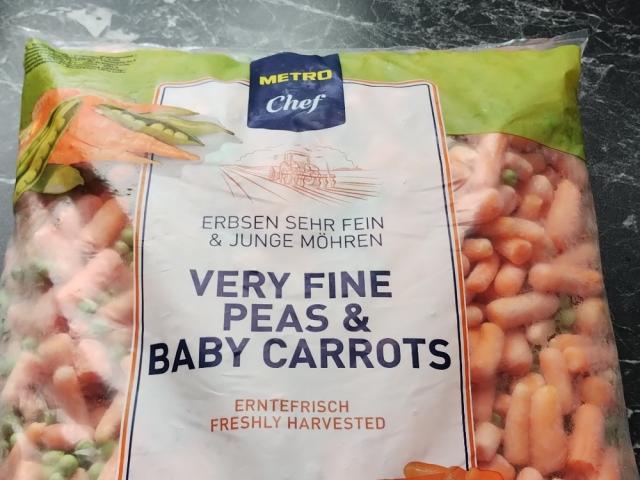 METRO
Chef
ERBSEN SEHR FEIN
& JUNGE MÖHREN
VERY FINE
PEAS &
BABY CARROTS
ERNTEFRISCH
FRESHLY HARVESTED